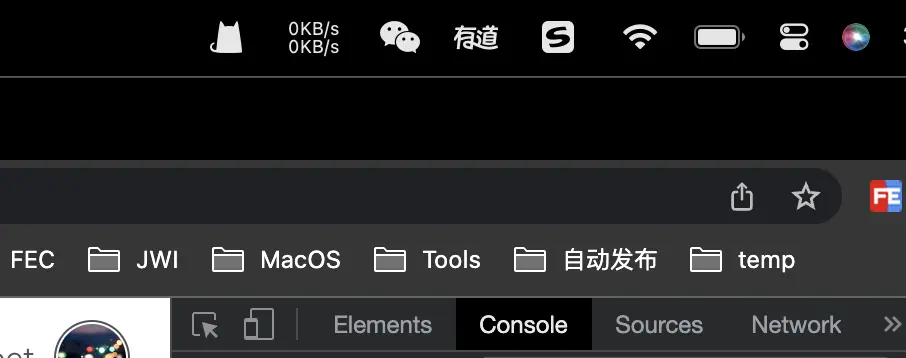 0KB/s
0KB/s
有道
S
FE
FEC JWI MacOS Tools 自动发布 temp
Elements Console Sources Network »